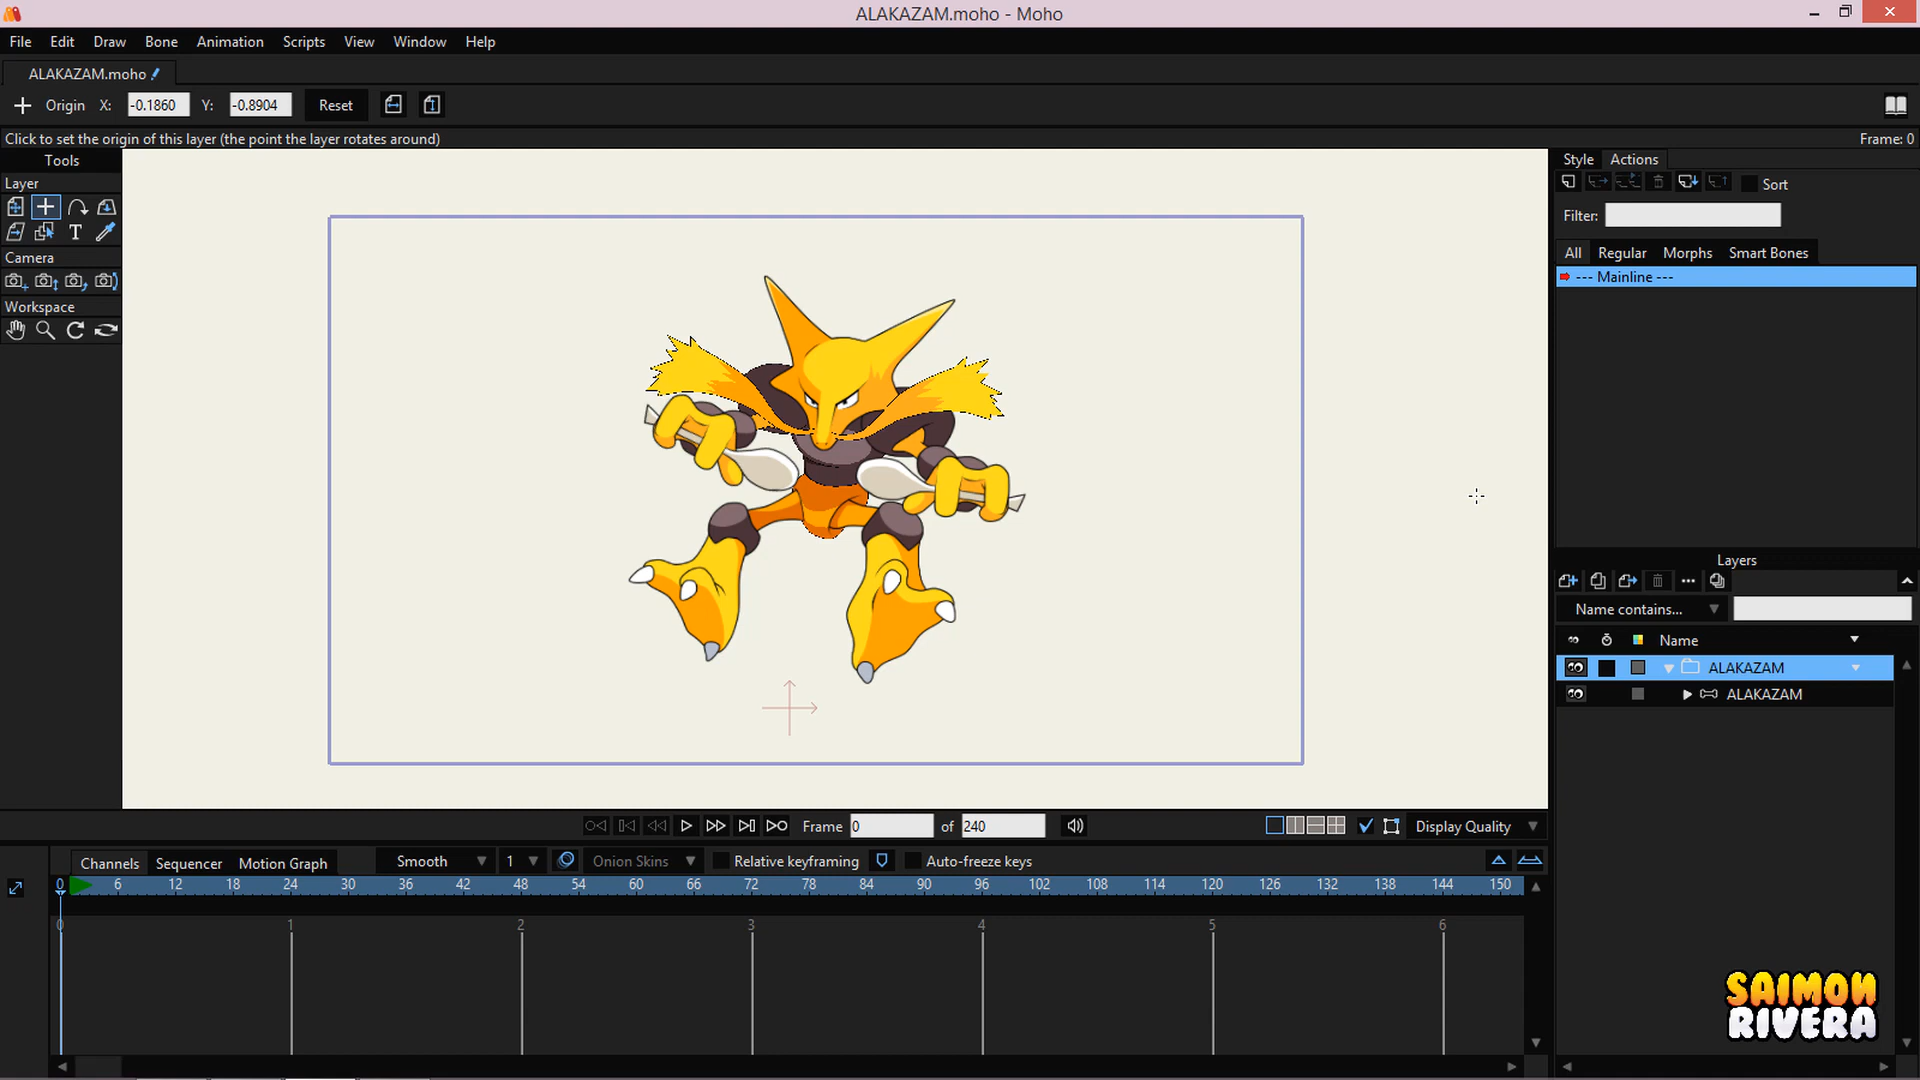 ALAKAZAM.moho - Moho
File Edit Draw Bone Animation Scripts View Window Help
ALAKAZAM.moho
Origin X: -0.1860 Y: -0.8904 Reset
Click to set the origin of this layer (the point the layer rotates around) Frame: 0
Tools
Layer
Camera
Workspace
Style Actions
Sort
Filter:
All Regular Morphs Smart Bones
--- Mainline ---
Layers
Name contains...
Name
ALAKAZAM
ALAKAZAM
Frame 0 of 240 Display Quality
Channels Sequencer Motion Graph Smooth 1 Onion Skins Relative keyframing Auto-freeze keys
0 6 12 18 24 30 36 42 48 54 60 66 72 78 84 90 96 102 108 114 120 126 132 138 144 150
0 1 2 3 4 5 6
SAIMON
RIVERA